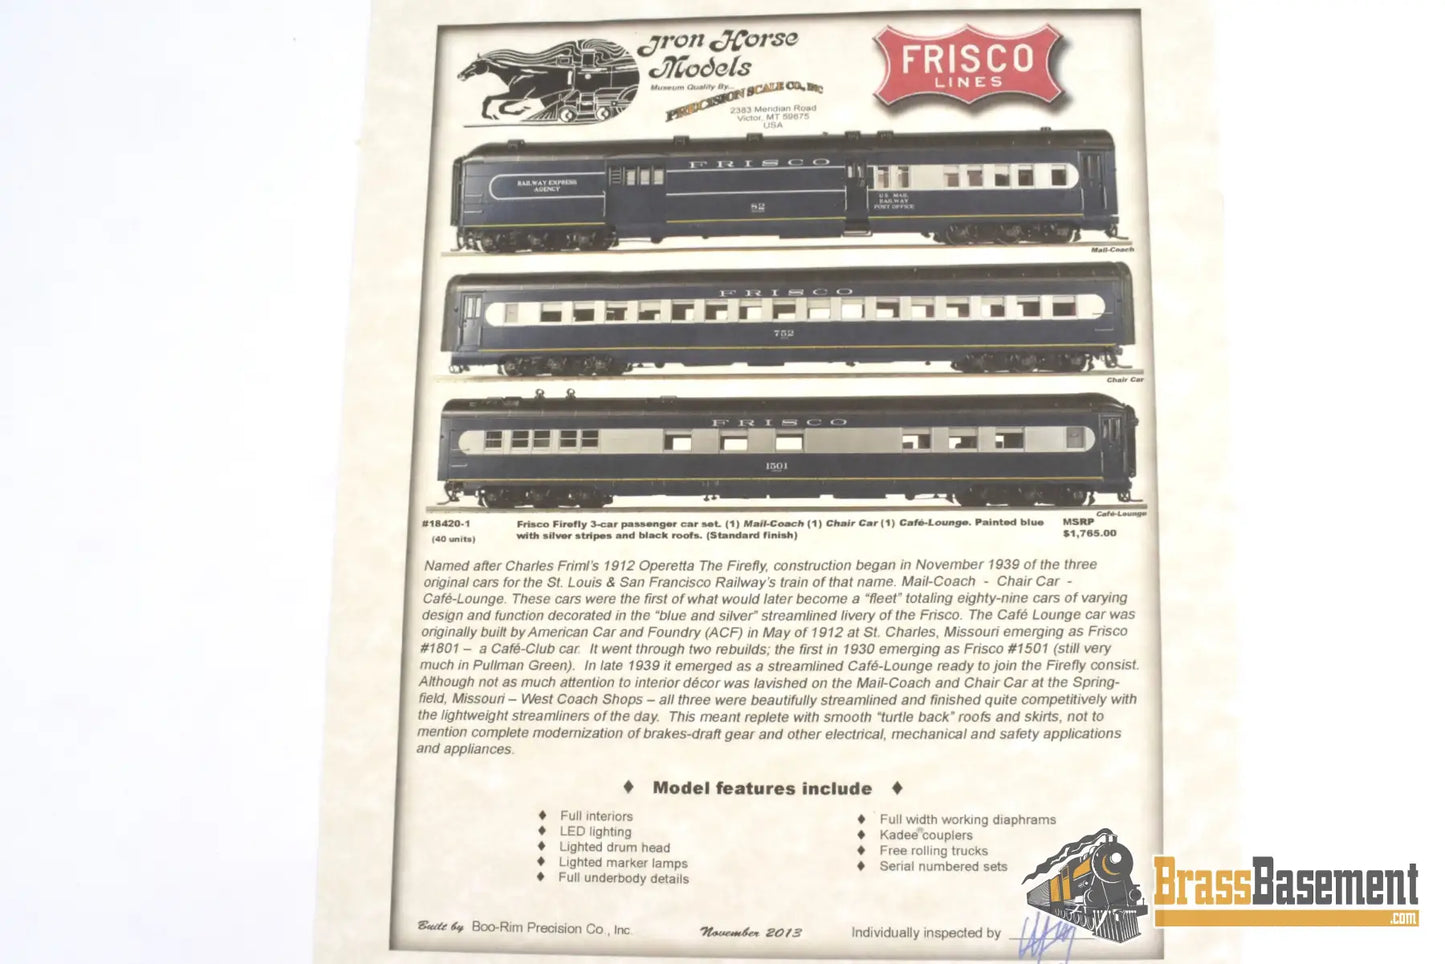 Iron Horse
Models
Museum Quality By...
PRECISION SCALE CO., INC
2383 Meridian Road
Victor, MT 59875
USA
FRISCO
LINES
FRISCO
RAILWAY EXPRESS
AGENCY
82
U S MAIL
RAILWAY
POST OFFICE
Mail-Coach
FRISCO
752
Chair Car
FRISCO
1501
Café-Lounge
#18420-1
(40 units)
Frisco Firefly 3-car passenger car set. (1) Mail-Coach (1) Chair Car (1) Café-Lounge. Painted blue
with silver stripes and black roofs. (Standard finish)
MSRP
$1,765.00
Named after Charles Friml's 1912 Operetta The Firefly, construction began in November 1939 of the three
original cars for the St. Louis & San Francisco Railway's train of that name. Mail-Coach - Chair Car -
Café-Lounge. These cars were the first of what would later become a "fleet" totaling eighty-nine cars of varying
design and function decorated in the "blue and silver" streamlined livery of the Frisco. The Café Lounge car was
originally built by American Car and Foundry (ACF) in May of 1912 at St. Charles, Missouri emerging as Frisco
#1801 – a Café-Club car. It went through two rebuilds; the first in 1930 emerging as Frisco #1501 (still very
much in Pullman Green). In late 1939 it emerged as a streamlined Café-Lounge ready to join the Firefly consist.
Although not as much attention to interior décor was lavished on the Mail-Coach and Chair Car at the Spring-
field, Missouri – West Coach Shops – all three were beautifully streamlined and finished quite competitively with
the lightweight streamliners of the day. This meant replete with smooth "turtle back" roofs and skirts, not to
mention complete modernization of brakes-draft gear and other electrical, mechanical and safety applications
and appliances.
♦ Model features include ♦
♦ Full interiors
♦ LED lighting
♦ Lighted drum head
♦ Lighted marker lamps
♦ Full underbody details
♦ Full width working diaphrams
♦ Kadee® couplers
♦ Free rolling trucks
♦ Serial numbered sets
Built by Boo-Rim Precision Co., Inc.
November 2013
Individually inspected by
BrassBasement
.com